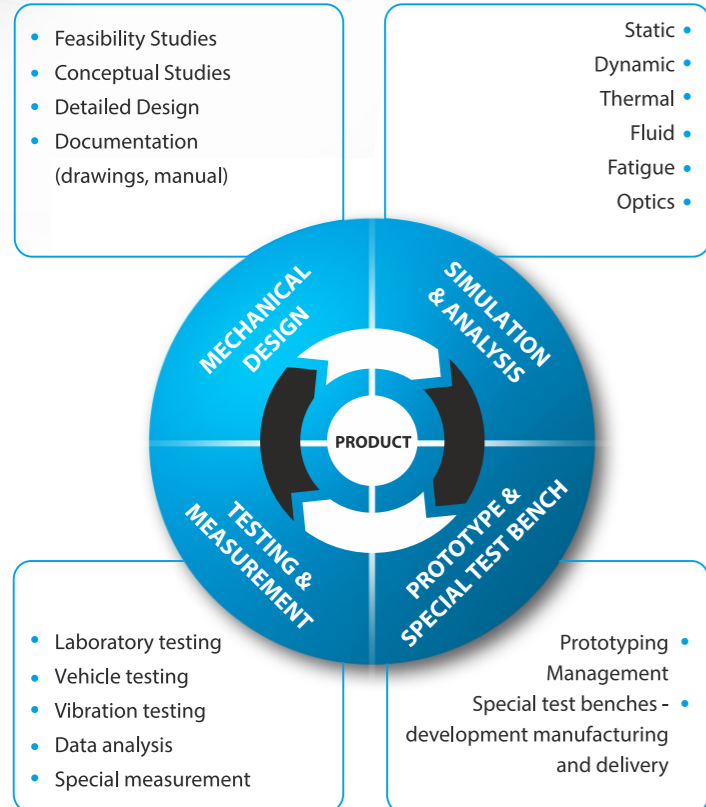 Feasibility Studies
Conceptual Studies
Detailed Design
Documentation
(drawings, manual)
Static
Dynamic
Thermal
Fluid
Fatigue
Optics
MECHANICAL
DESIGN
SIMULATION
& ANALYSIS
PRODUCT
TESTING &
MEASUREMENT
PROTOTYPE &
SPECIAL TEST BENCH
Laboratory testing
Vehicle testing
Vibration testing
Data analysis
Special measurement
Prototyping
Management
Special test benches -
development manufacturing
and delivery